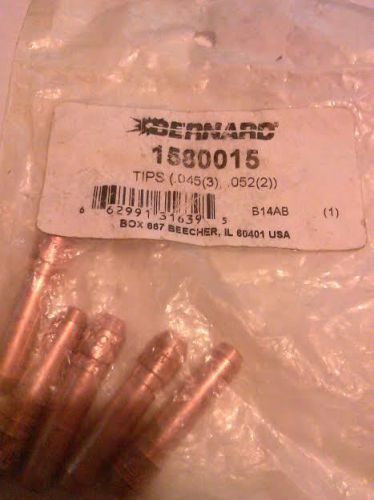 BERNARD
1580015
TIPS (.045(3), .052(2))
6 62991 31639 5
B14AB (1)
BOX 667 BEECHER, IL 60401 USA